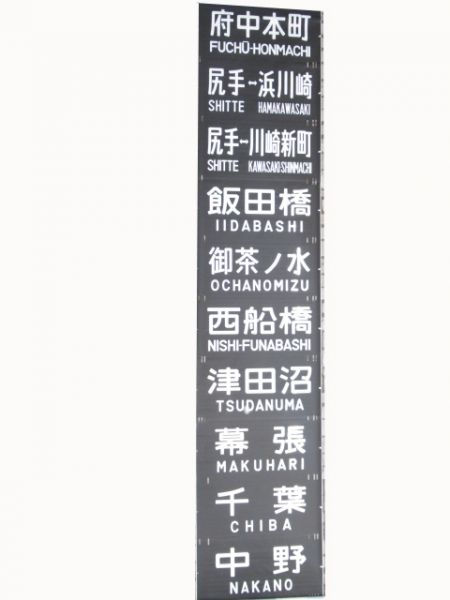 府中本町
FUCHŪ-HONMACHI
尻手↔浜川崎
SHITTE HAMAKAWASAKI
尻手↔川崎新町
SHITTE KAWASAKISHINMACHI
飯田橋
IIDABASHI
御茶ノ水
OCHANOMIZU
西船橋
NISHI-FUNABASHI
津田沼
TSUDANUMA
幕張
MAKUHARI
千葉
CHIBA
中野
NAKANO